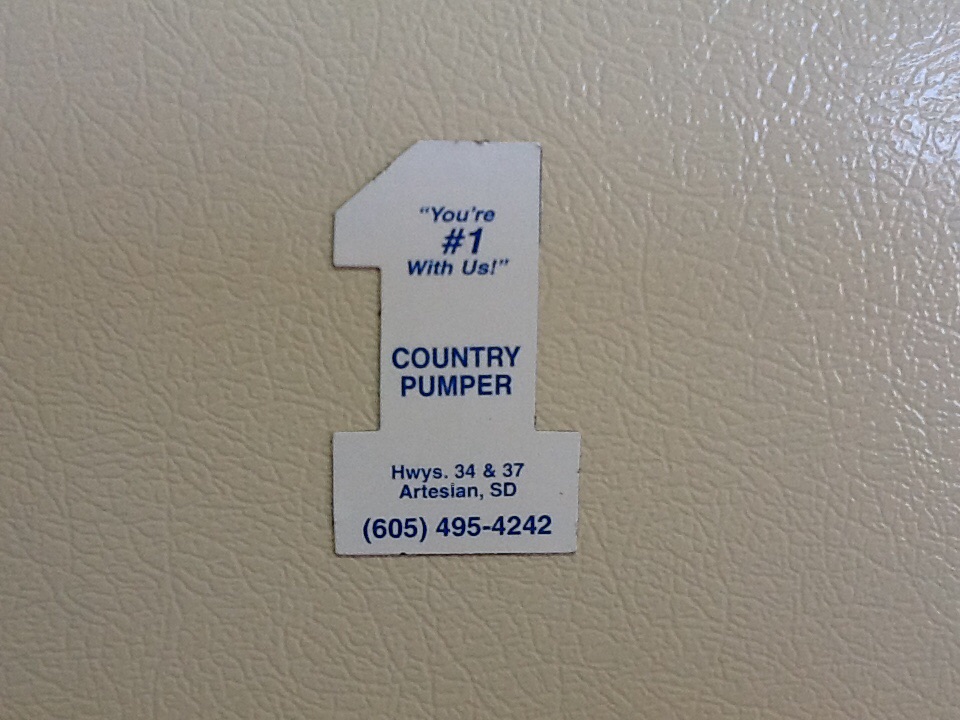 "You're
#1
With Us!"
COUNTRY
PUMPER
Hwys. 34 & 37
Artesian, SD
(605) 495-4242